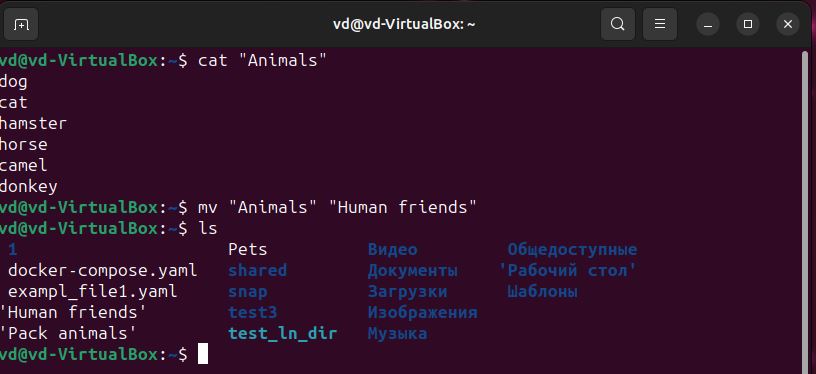 vd@vd-VirtualBox: ~
vd@vd-VirtualBox:~$ cat "Animals"
dog
cat
hamster
horse
camel
donkey
vd@vd-VirtualBox:~$ mv "Animals" "Human friends"
vd@vd-VirtualBox:~$ ls
1 Pets Видео Общедоступные
docker-compose.yaml shared Документы 'Рабочий стол'
exampl_file1.yaml snap Загрузки Шаблоны
'Human friends' test3 Изображения
'Pack animals' test_ln_dir Музыка
vd@vd-VirtualBox:~$